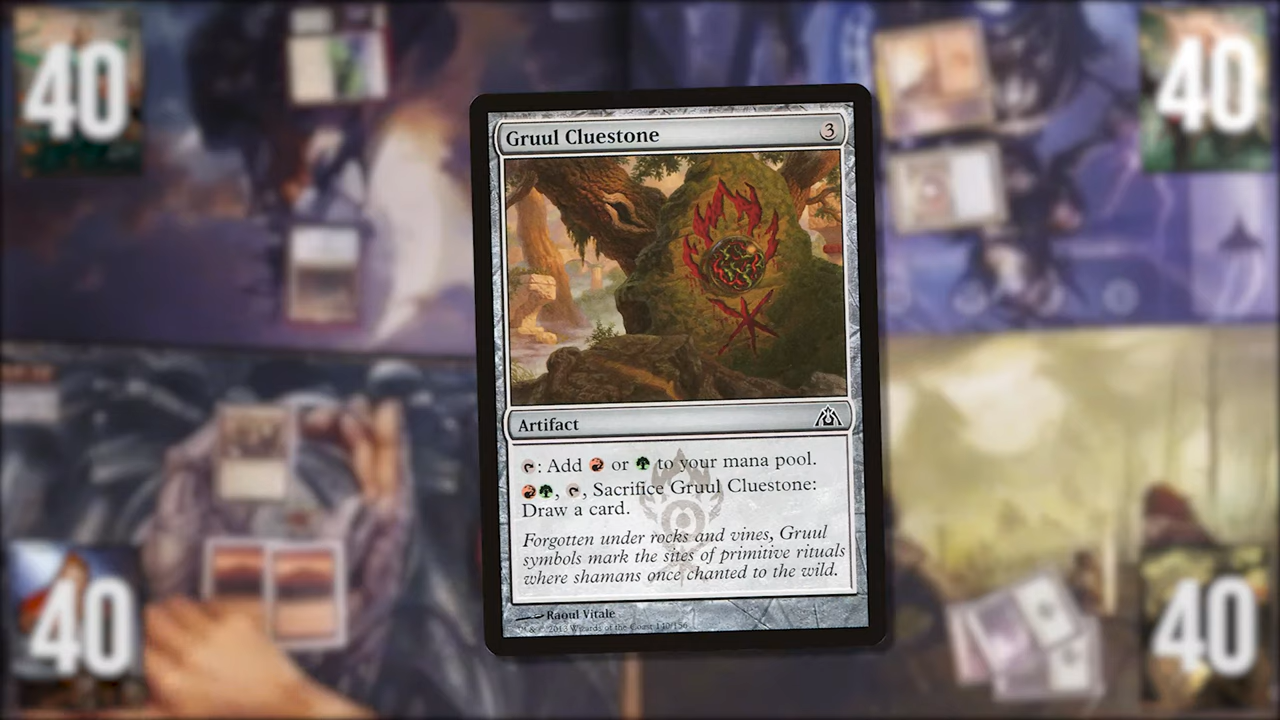 40
40
Gruul Cluestone 3
Artifact
: Add or to your mana pool.
, , Sacrifice Gruul Cluestone:
Draw a card.
Forgotten under rocks and vines, Gruul
symbols mark the sites of primitive rituals
where shamans once chanted to the wild.
Raoul Vitale
™ & © 2013 Wizards of the Coast 140/156
40
40